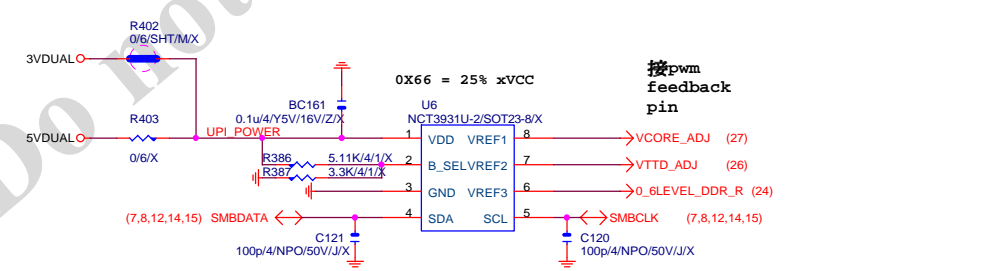 Do no
R402
0/6/SHT/M/X
3VDUAL
接pwm
feedback
pin
0X66 = 25% xVCC
BC161
0.1u/4/Y5V/16V/Z/X
U6
NCT3931U-2/SOT23-8/X
R403
5VDUAL
0/6/X
UPI_POWER
1 VDD VREF1 8 VCORE_ADJ (27)
R386 5.11K/4/1/X
2 B_SEL VREF2 7 VTTD_ADJ (26)
R387 3.3K/4/1/X
3 GND VREF3 6 0_6LEVEL_DDR_R (24)
(7,8,12,14,15) SMBDATA 4 SDA SCL 5 SMBCLK (7,8,12,14,15)
C121
100p/4/NPO/50V/J/X
C120
100p/4/NPO/50V/J/X